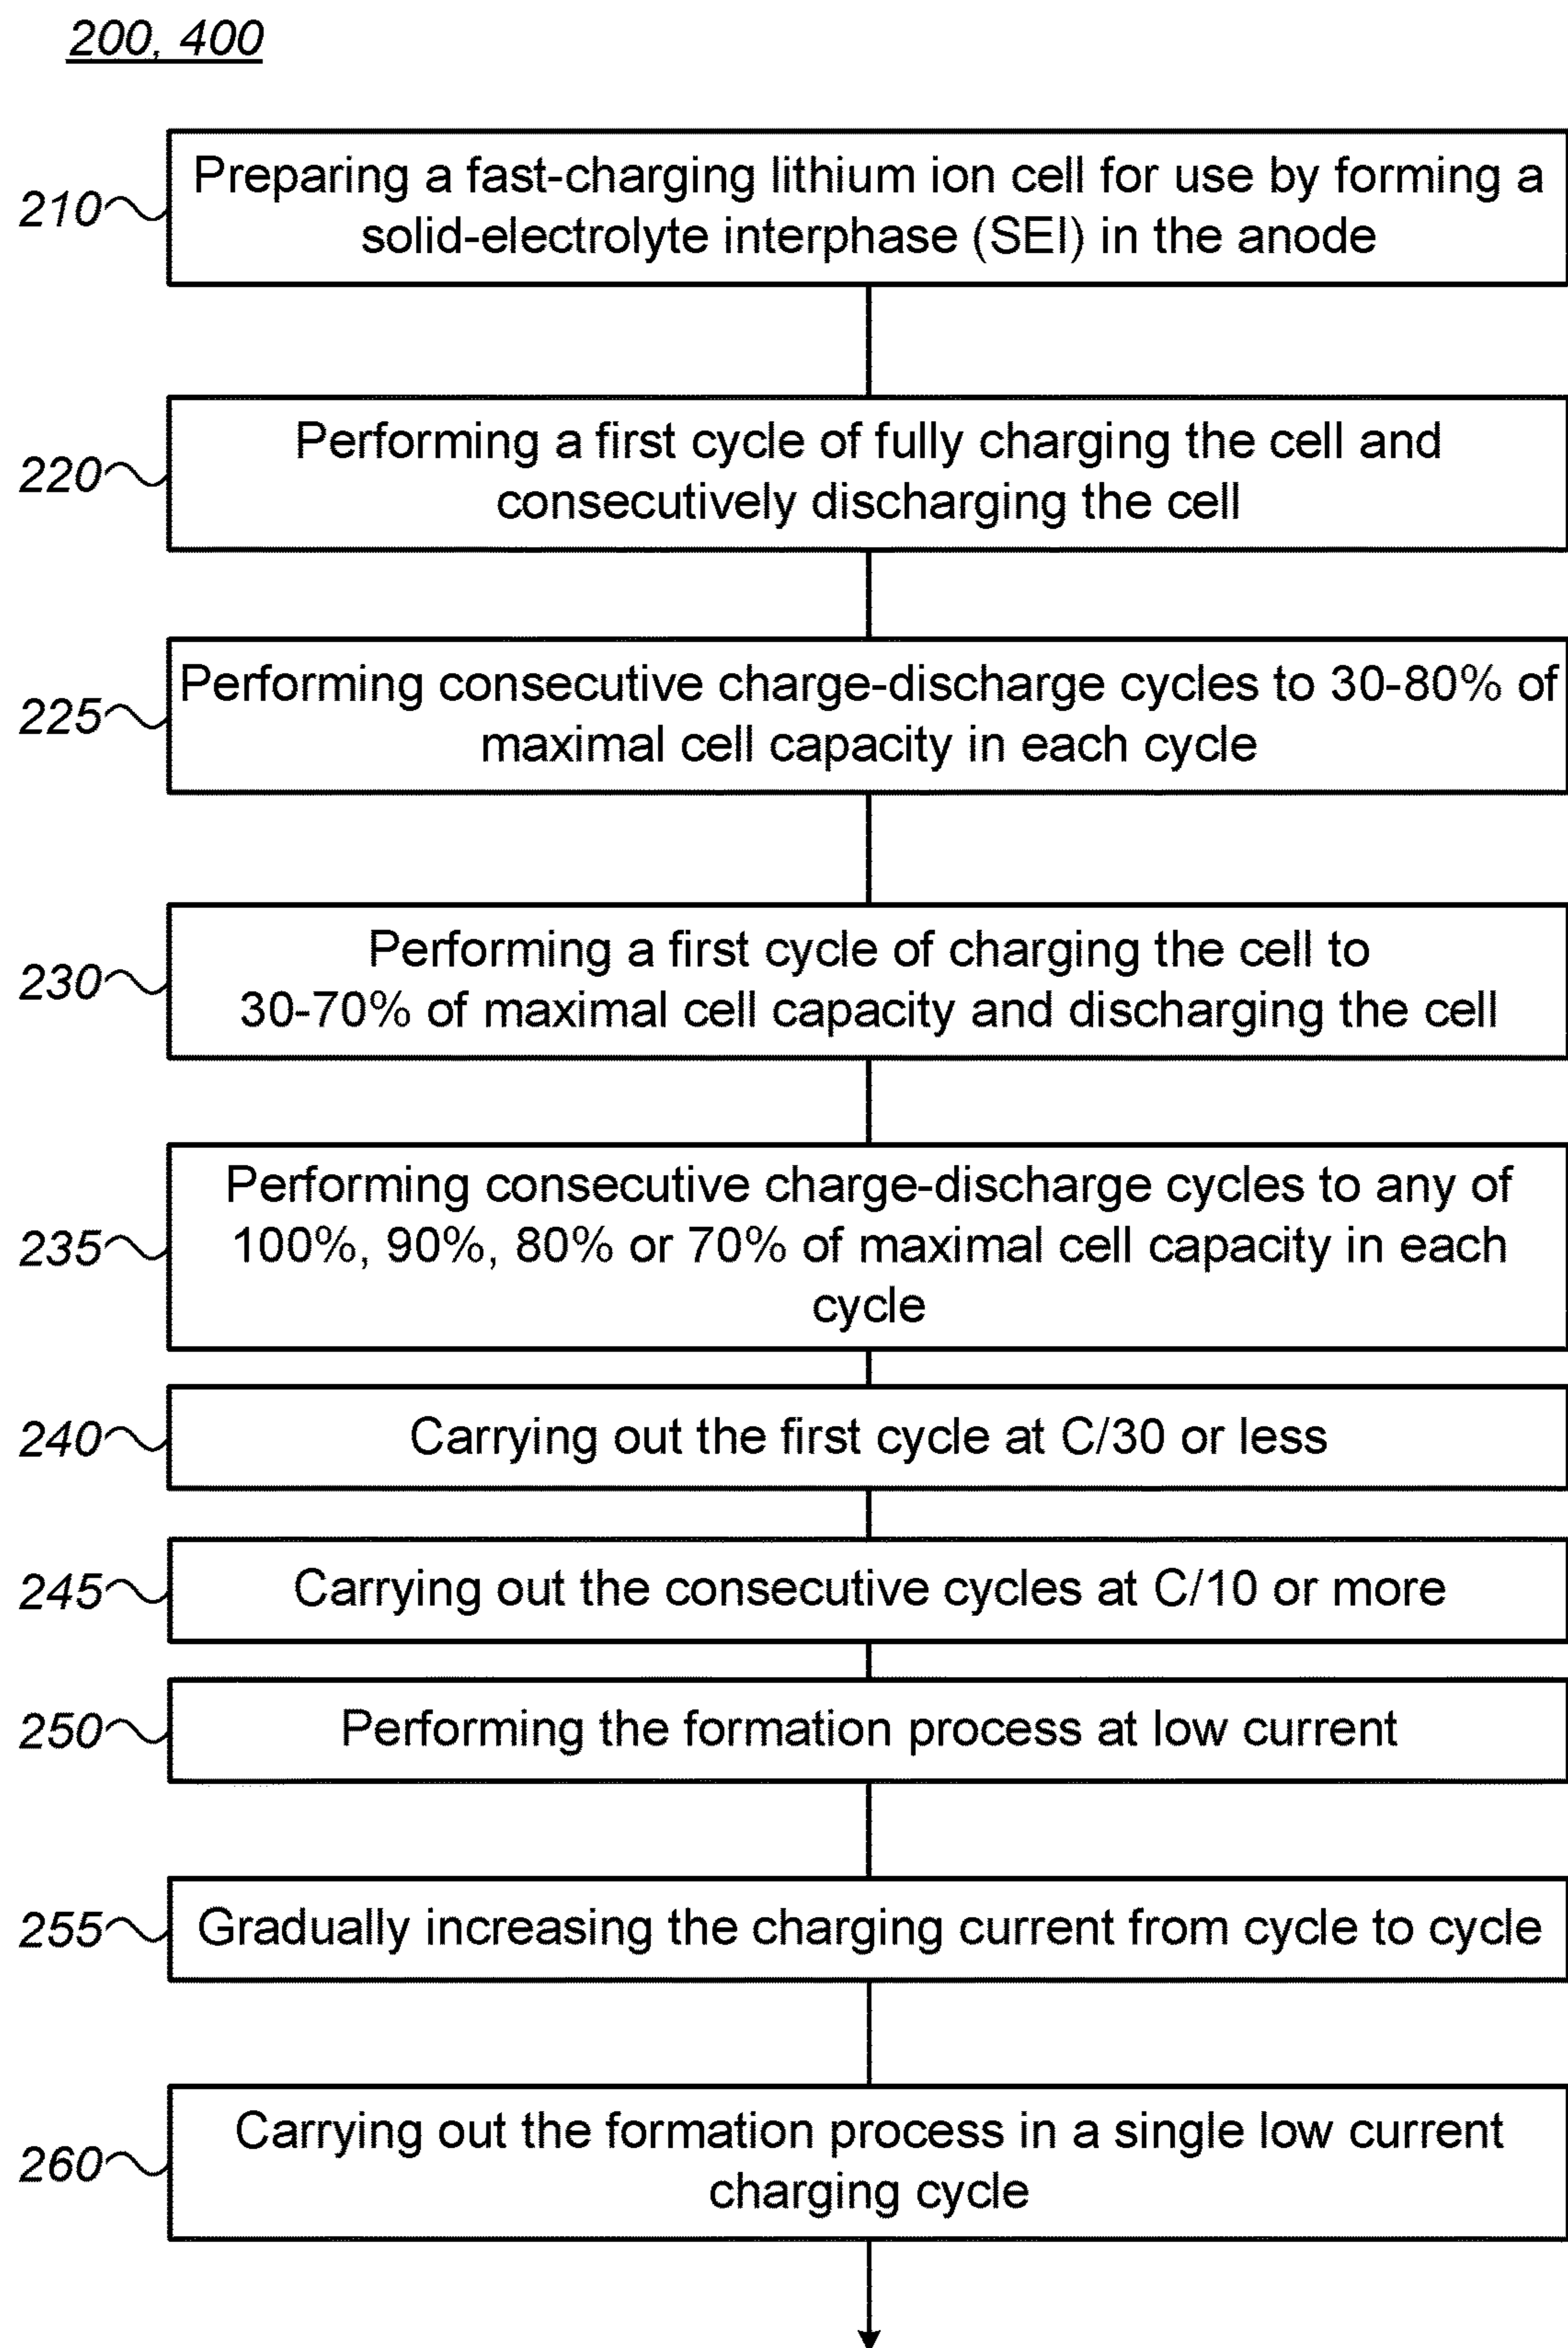 200, 400
210
Preparing a fast-charging lithium ion cell for use by forming a
solid-electrolyte interphase (SEI) in the anode
220
Performing a first cycle of fully charging the cell and
consecutively discharging the cell
225
Performing consecutive charge-discharge cycles to 30-80% of
maximal cell capacity in each cycle
230
Performing a first cycle of charging the cell to
30-70% of maximal cell capacity and discharging the cell
235
Performing consecutive charge-discharge cycles to any of
100%, 90%, 80% or 70% of maximal cell capacity in each
cycle
240
Carrying out the first cycle at C/30 or less
245
Carrying out the consecutive cycles at C/10 or more
250
Performing the formation process at low current
255
Gradually increasing the charging current from cycle to cycle
260
Carrying out the formation process in a single low current
charging cycle